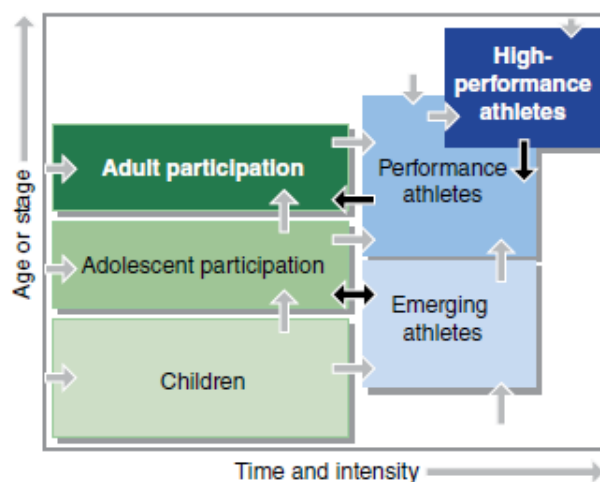 High-
performance
athletes
Adult participation
Performance
athletes
Adolescent participation
Emerging
athletes
Children
Age or stage
Time and intensity